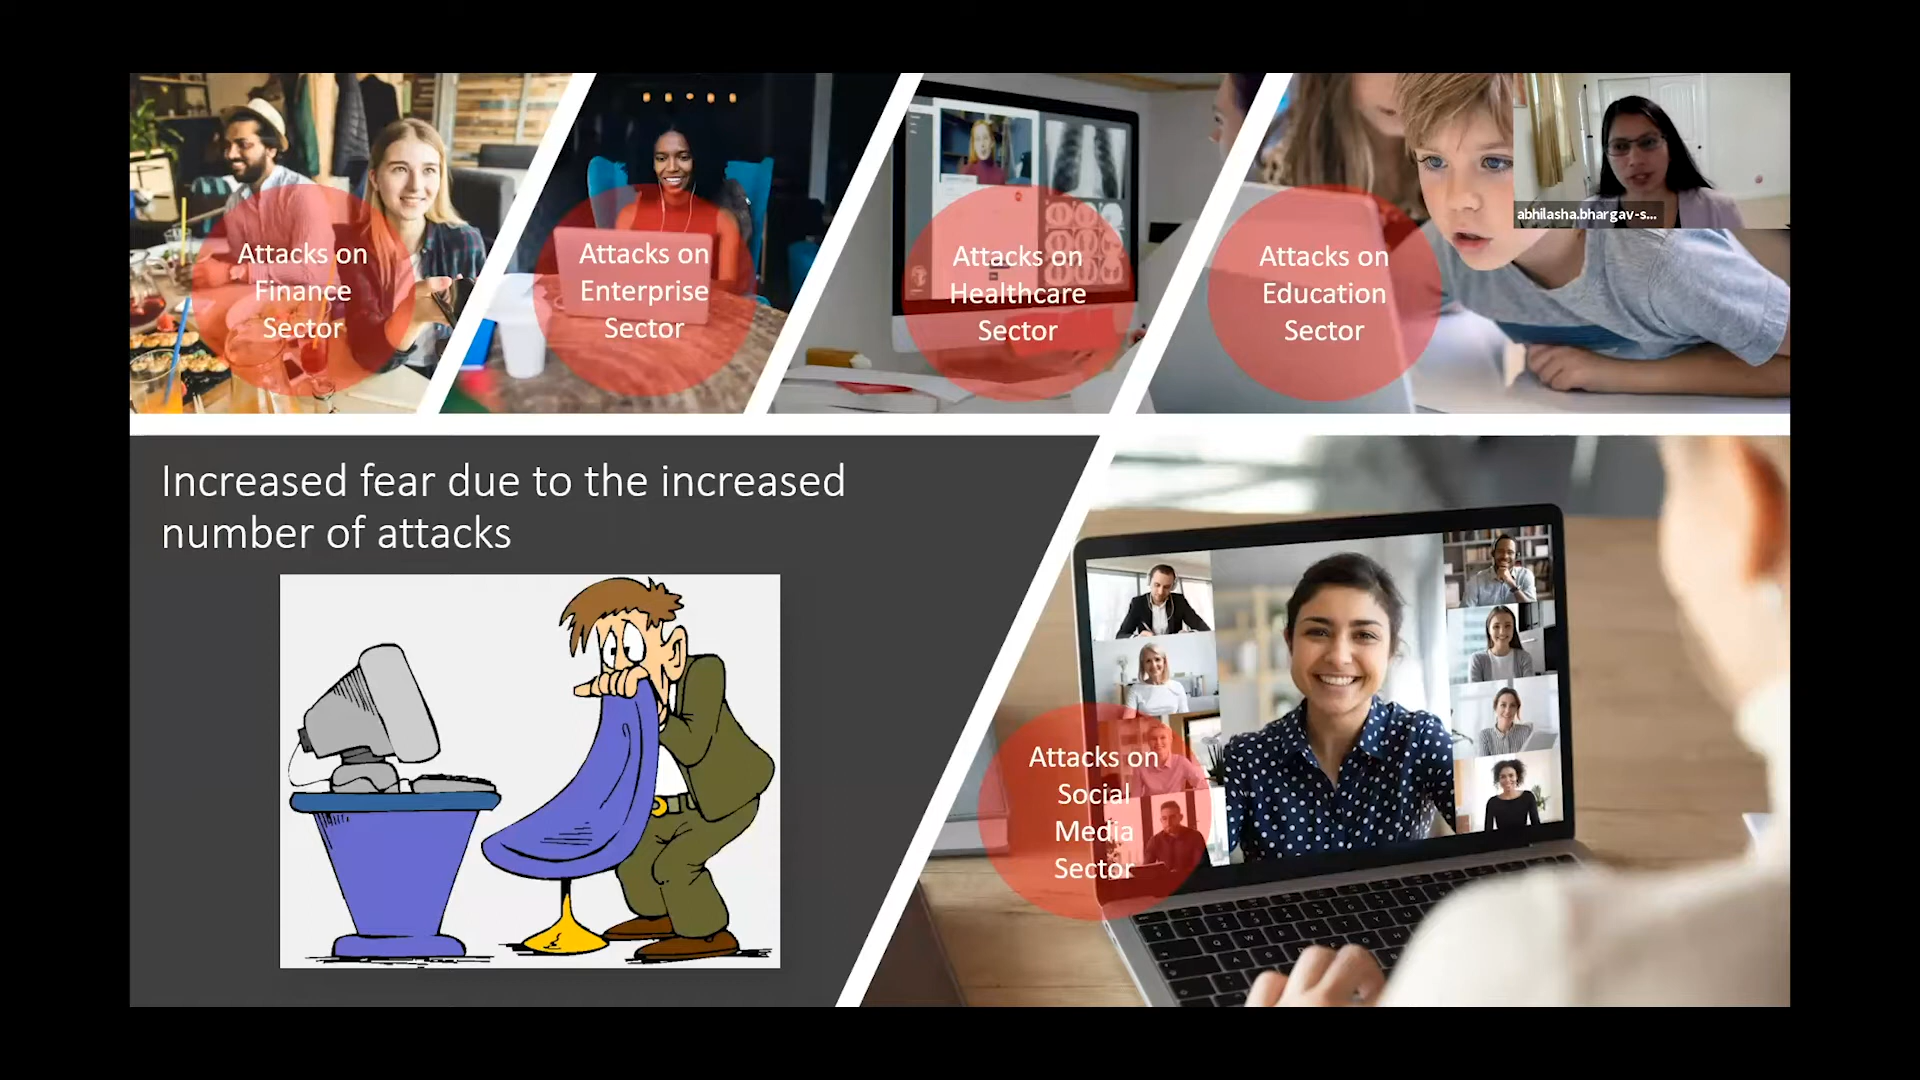 Attacks on
Finance
Sector
Attacks on
Enterprise
Sector
Attacks on
Healthcare
Sector
Attacks on
Education
Sector
abhilasha.bhargav-s...
Increased fear due to the increased
number of attacks
Attacks on
Social
Media
Sector